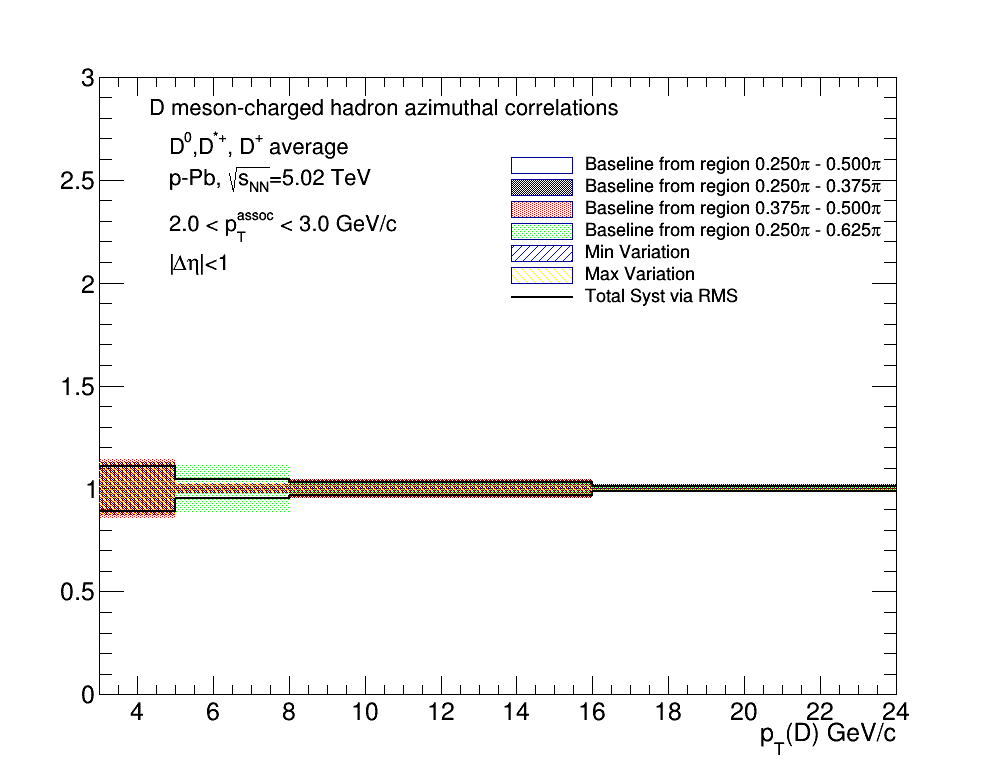 D meson-charged hadron azimuthal correlations
D⁰,D*⁺, D⁺ average
p-Pb, √s_NN=5.02 TeV
2.0 < p_T^assoc < 3.0 GeV/c
|Δη|<1
Baseline from region 0.250π - 0.500π
Baseline from region 0.250π - 0.375π
Baseline from region 0.375π - 0.500π
Baseline from region 0.250π - 0.625π
Min Variation
Max Variation
Total Syst via RMS
3
2.5
2
1.5
1
0.5
0
4 6 8 10 12 14 16 18 20 22 24
p_T(D) GeV/c